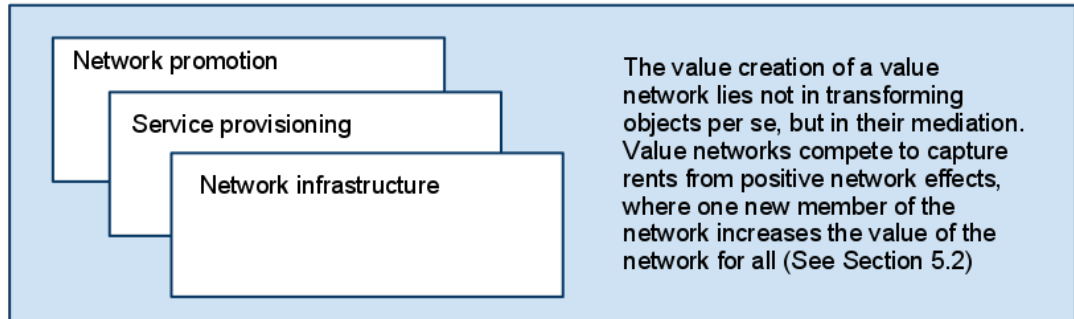 Network promotion
Service provisioning
Network infrastructure
The value creation of a value
network lies not in transforming
objects per se, but in their mediation.
Value networks compete to capture
rents from positive network effects,
where one new member of the
network increases the value of the
network for all (See Section 5.2)